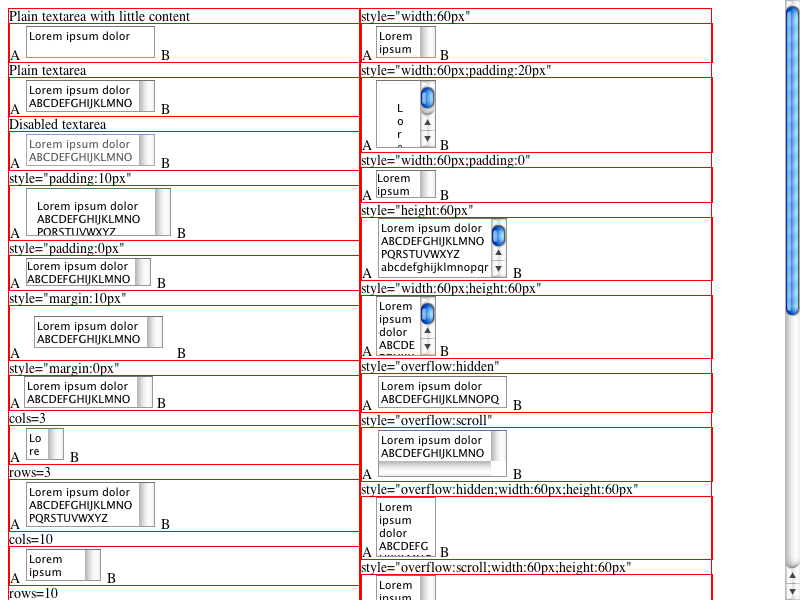 Plain textarea with little content
Lorem ipsum dolor
A B
Plain textarea
Lorem ipsum dolor
ABCDEFGHIJKLMNO
A B
Disabled textarea
Lorem ipsum dolor
ABCDEFGHIJKLMNO
A B
style="padding:10px"
Lorem ipsum dolor
ABCDEFGHIJKLMNO
PQRSTUVWXYZ
A B
style="padding:0px"
Lorem ipsum dolor
ABCDEFGHIJKLMNO
A B
style="margin:10px"
Lorem ipsum dolor
ABCDEFGHIJKLMNO
A B
style="margin:0px"
Lorem ipsum dolor
ABCDEFGHIJKLMNO
A B
cols=3
Lo
re
A B
rows=3
Lorem ipsum dolor
ABCDEFGHIJKLMNO
PQRSTUVWXYZ
A B
cols=10
Lorem
ipsum
A B
rows=10
style="width:60px"
Lorem
ipsum
A B
style="width:60px;padding:20px"
L
o
r
A B
style="width:60px;padding:0"
Lorem
ipsum
A B
style="height:60px"
Lorem ipsum dolor
ABCDEFGHIJKLMNO
PQRSTUVWXYZ
abcdefghijklmnopqr
A B
style="width:60px;height:60px"
Lorem
ipsum
dolor
ABCDE
A B
style="overflow:hidden"
Lorem ipsum dolor
ABCDEFGHIJKLMNOPQ
A B
style="overflow:scroll"
Lorem ipsum dolor
ABCDEFGHIJKLMNO
A B
style="overflow:hidden;width:60px;height:60px"
Lorem
ipsum
dolor
ABCDEFG
A B
style="overflow:scroll;width:60px;height:60px"
Lorem
ipsum